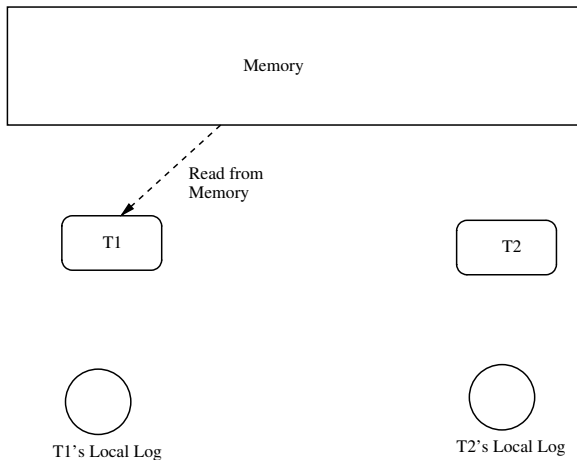 Memory
Read from
Memory
T1
T2
T1's Local Log
T2's Local Log